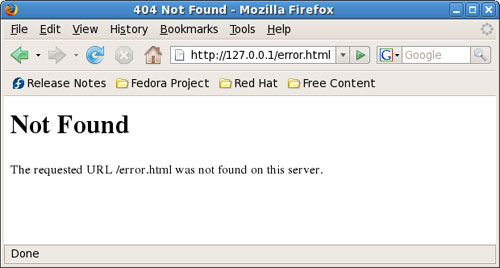 404 Not Found - Mozilla Firefox
File Edit View History Bookmarks Tools Help
http://127.0.0.1/error.html G Google
Release Notes Fedora Project Red Hat Free Content
Not Found
The requested URL /error.html was not found on this server.
Done